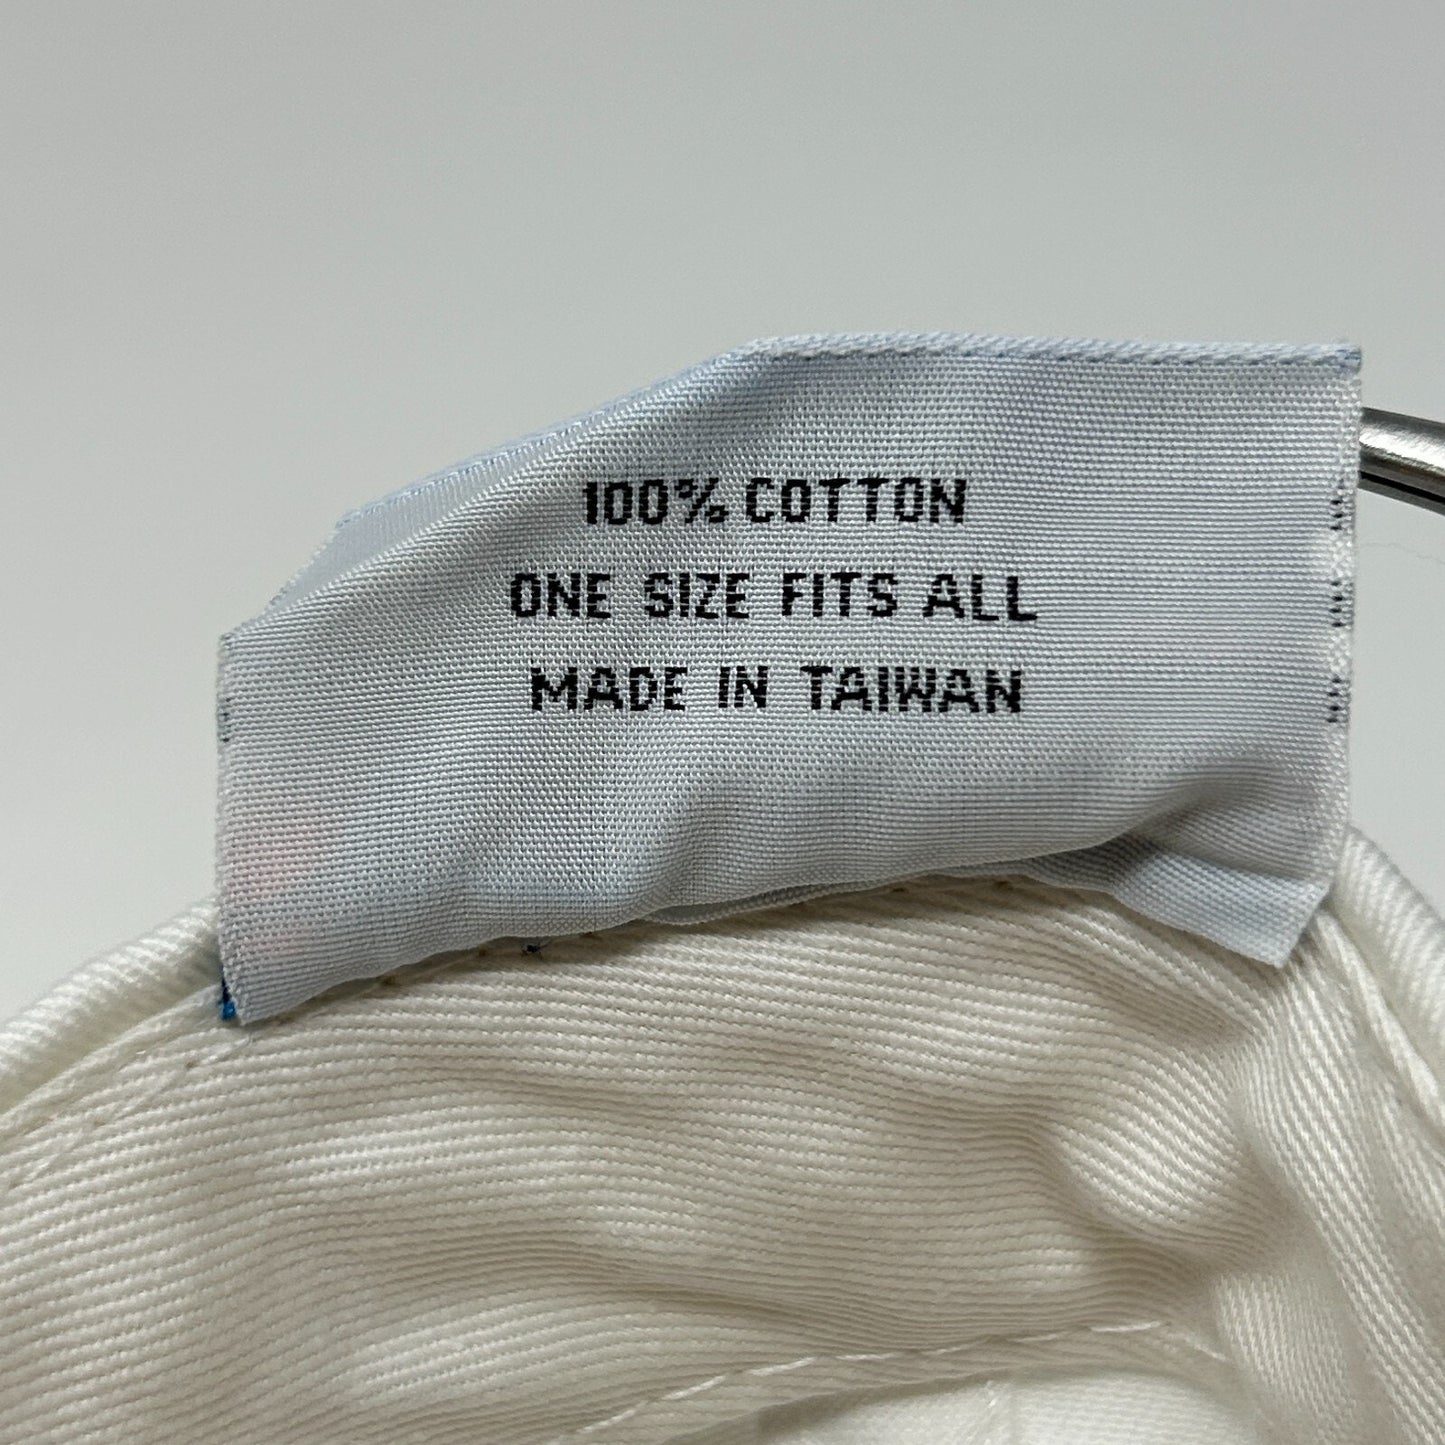 100% COTTON
ONE SIZE FITS ALL
MADE IN TAIWAN